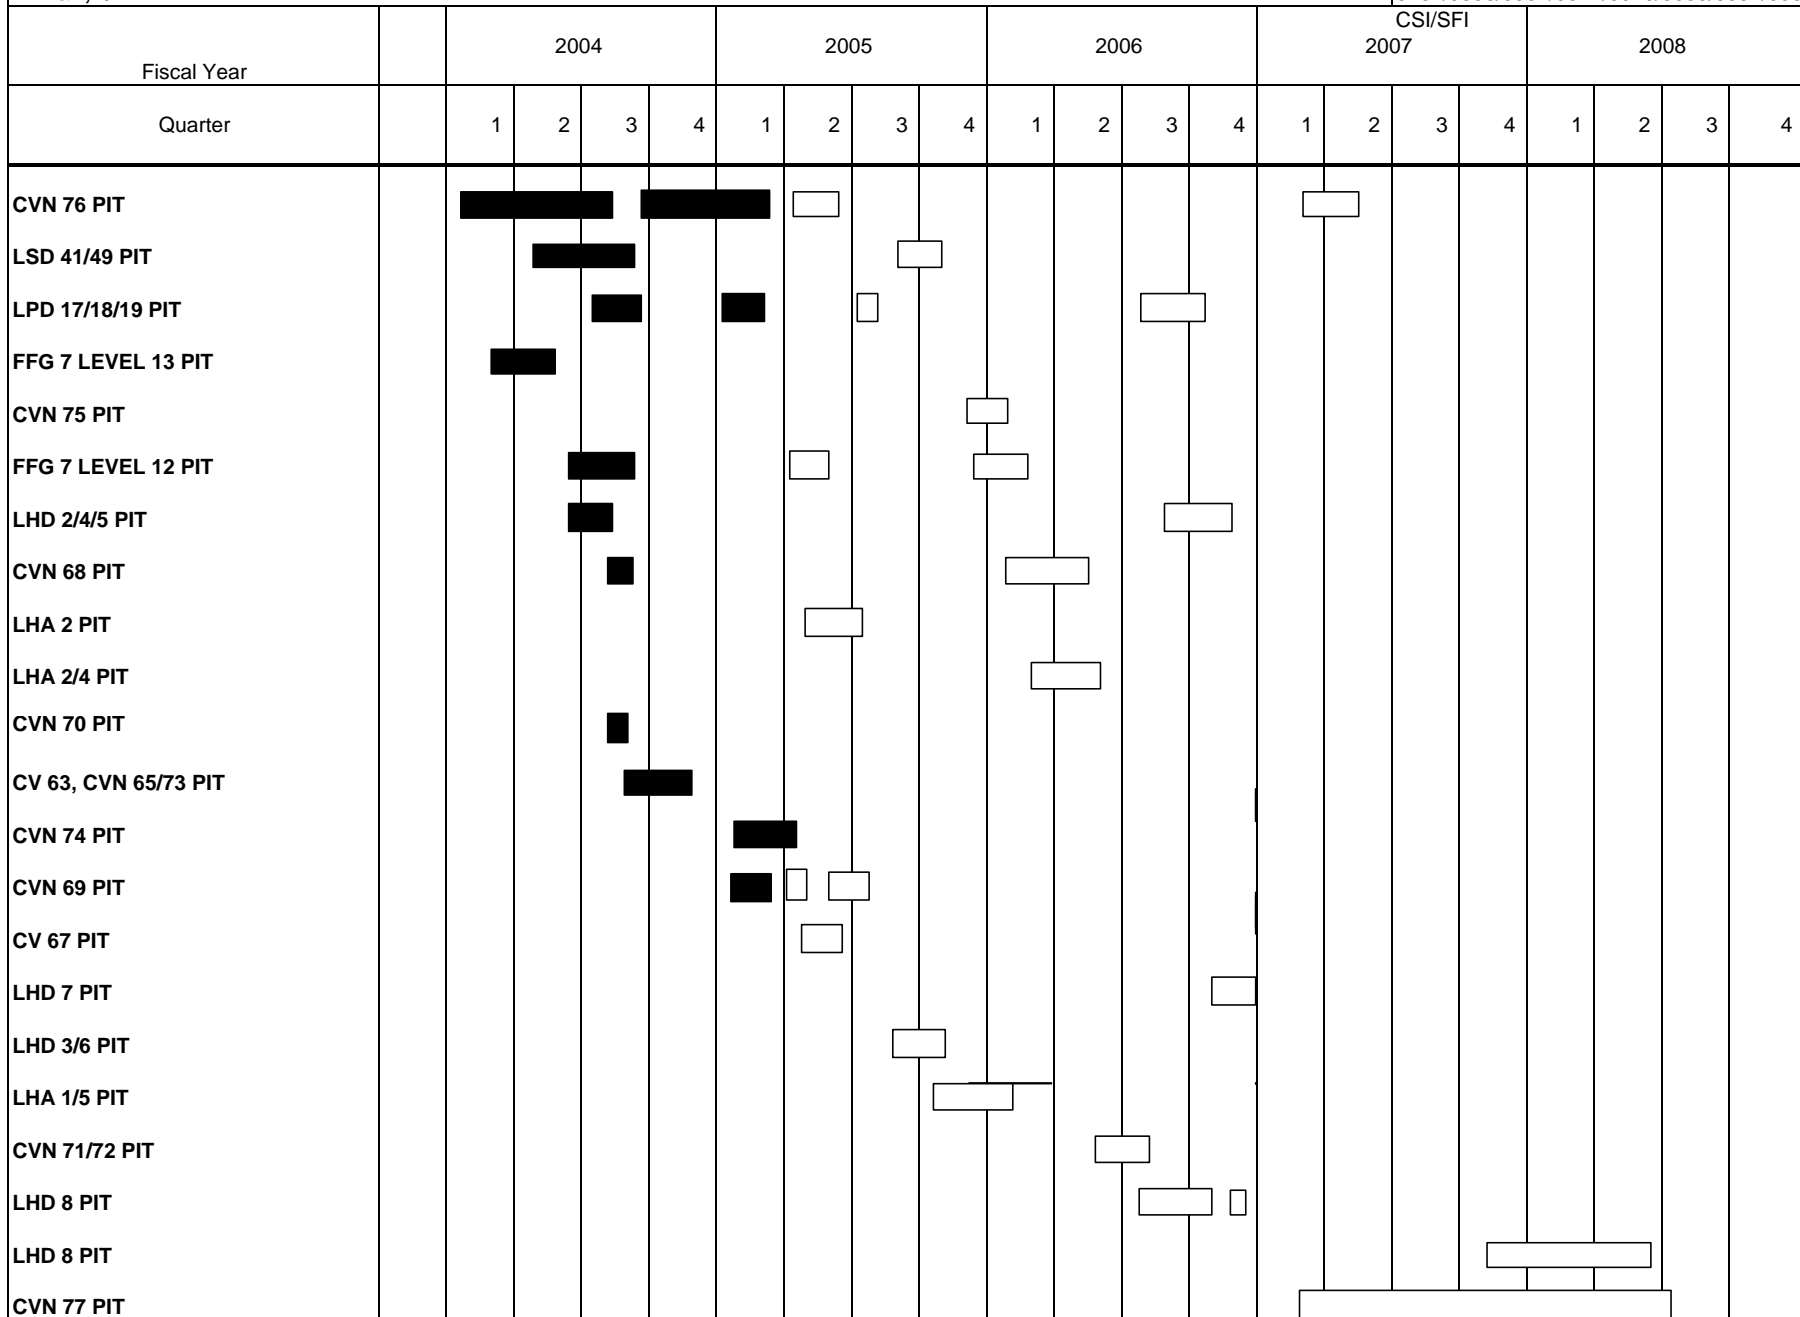 CSI/SFI
2004 2005 2006 2007 2008
Fiscal Year
Quarter 1 2 3 4 1 2 3 4 1 2 3 4 1 2 3 4 1 2 3 4
CVN 76 PIT
LSD 41/49 PIT
LPD 17/18/19 PIT
FFG 7 LEVEL 13 PIT
CVN 75 PIT
FFG 7 LEVEL 12 PIT
LHD 2/4/5 PIT
CVN 68 PIT
LHA 2 PIT
LHA 2/4 PIT
CVN 70 PIT
CV 63, CVN 65/73 PIT
CVN 74 PIT
CVN 69 PIT
CV 67 PIT
LHD 7 PIT
LHD 3/6 PIT
LHA 1/5 PIT
CVN 71/72 PIT
LHD 8 PIT
LHD 8 PIT
CVN 77 PIT